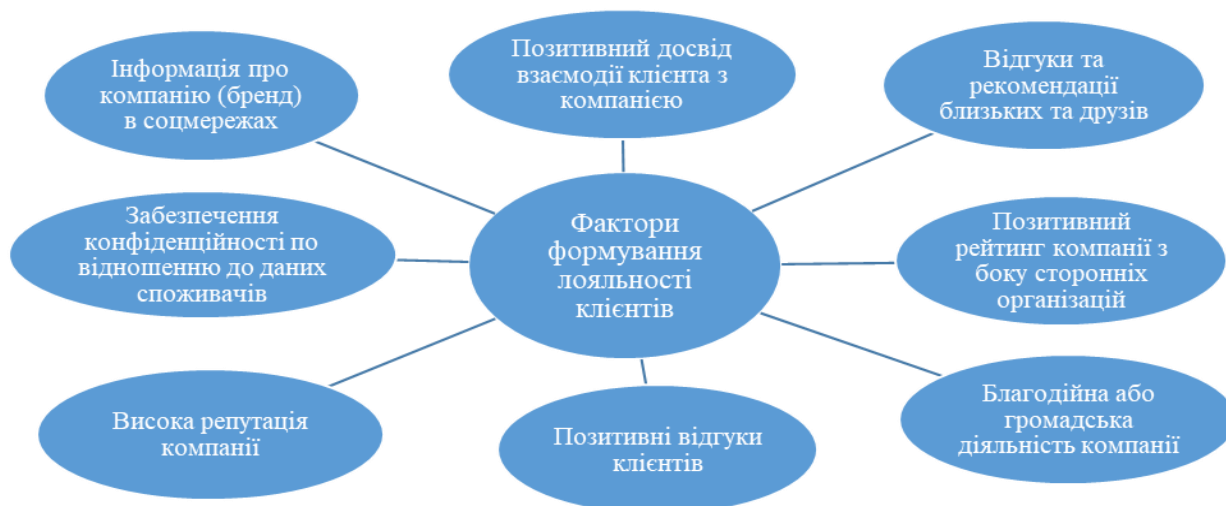 Інформація про
компанію (бренд)
в соцмережах
Позитивний досвід
взаємодії клієнта з
компанією
Відгуки та
рекомендації
близьких та друзів
Забезпечення
конфіденційності по
відношенню до даних
споживачів
Фактори
формування
лояльності
клієнтів
Позитивний
рейтинг компанії з
боку сторонніх
організацій
Висока репутація
компанії
Позитивні відгуки
клієнтів
Благодійна або
громадська
діяльність компанії